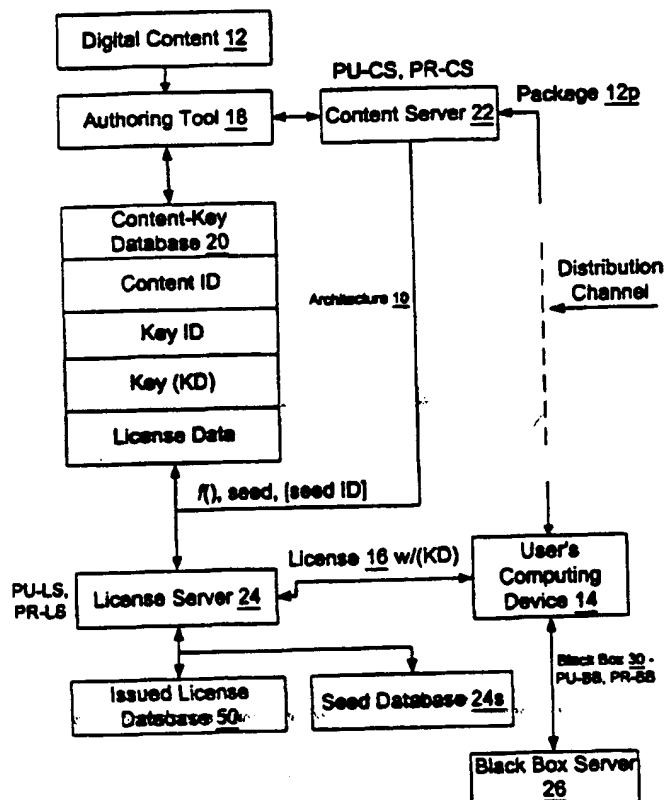 Digital Content 12
PU-CS, PR-CS
Package 12p
Authoring Tool 18
Content Server 22
Content-Key
Database 20
Content ID
Key ID
Key (KD)
License Data
Architecture 10
Distribution
Channel
f(), seed, [seed ID]
License 16 w/(KD)
User's
Computing
Device 14
PU-LS,
PR-LS
License Server 24
Black Box 30 -
PU-BB, PR-BB
Issued License
Database 50
Seed Database 24s
Black Box Server
26